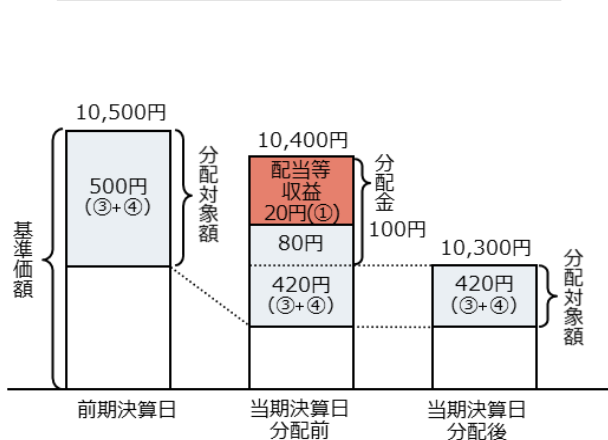 10,500円
500円
(③+④)
分配対象額
基準価額
前期決算日
10,400円
配当等
収益
20円(①)
80円
420円
(③+④)
分配金
100円
当期決算日
分配前
10,300円
420円
(③+④)
分配対象額
当期決算日
分配後